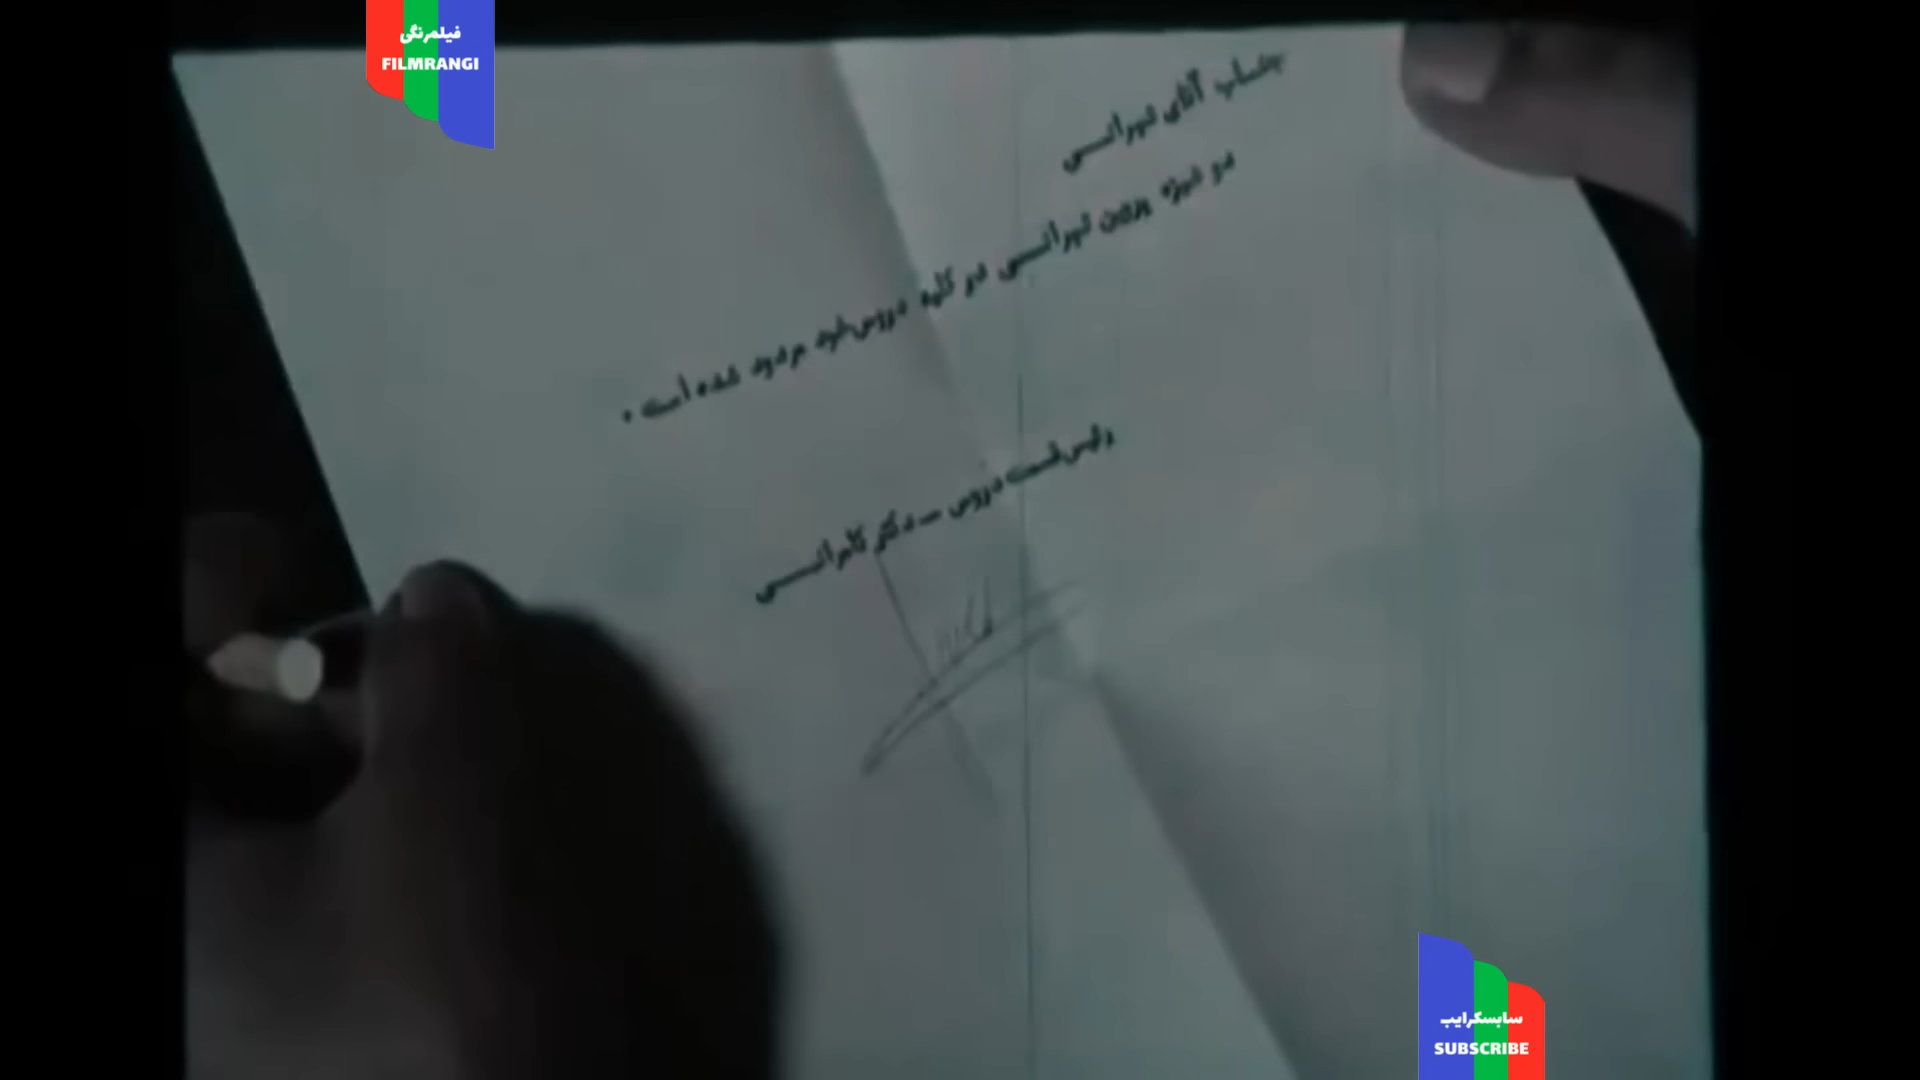 فیلمرنگی
FILMRANGI
جناب آقای تهرانی
دوشیزه پروین تهرانی در کلیه دروس خود مردود شده است .
رئیس قسمت دروس - دکتر کامرانی
سابسکرایب
SUBSCRIBE